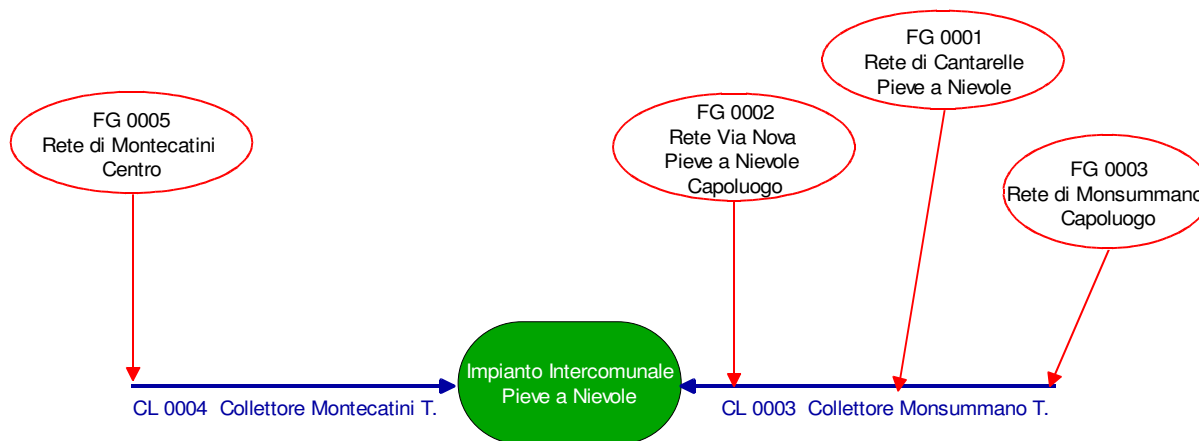 FG 0005
Rete di Montecatini
Centro
FG 0002
Rete Via Nova
Pieve a Nievole
Capoluogo
FG 0001
Rete di Cantarelle
Pieve a Nievole
FG 0003
Rete di Monsummano
Capoluogo
Impianto Intercomunale
Pieve a Nievole
CL 0004 Collettore Montecatini T.
CL 0003 Collettore Monsummano T.